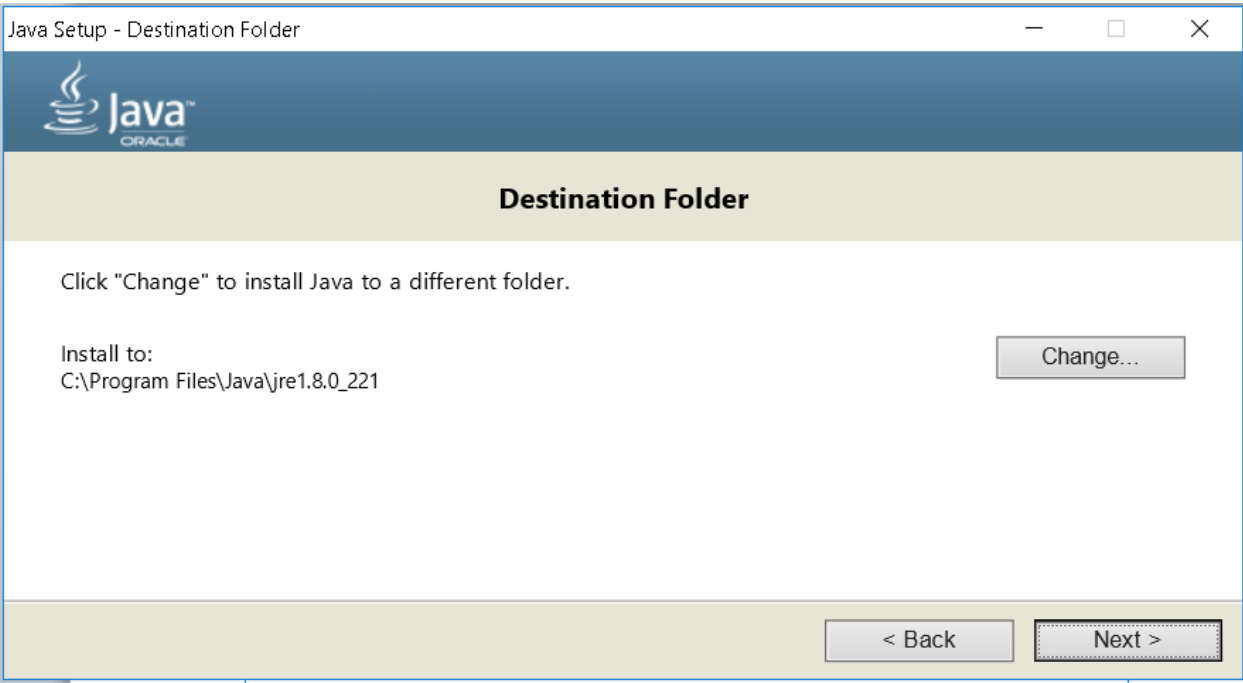 Java Setup - Destination Folder
Java™
ORACLE
Destination Folder
Click "Change" to install Java to a different folder.
Install to:
Change...
C:\Program Files\Java\jre1.8.0_221
< Back
Next >